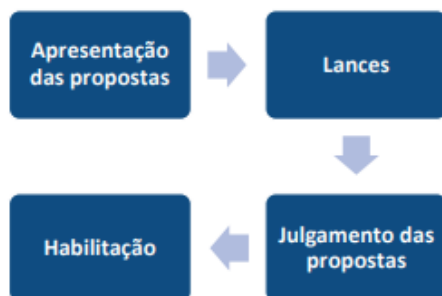 Apresentação
das propostas
Lances
Julgamento das
propostas
Habilitação